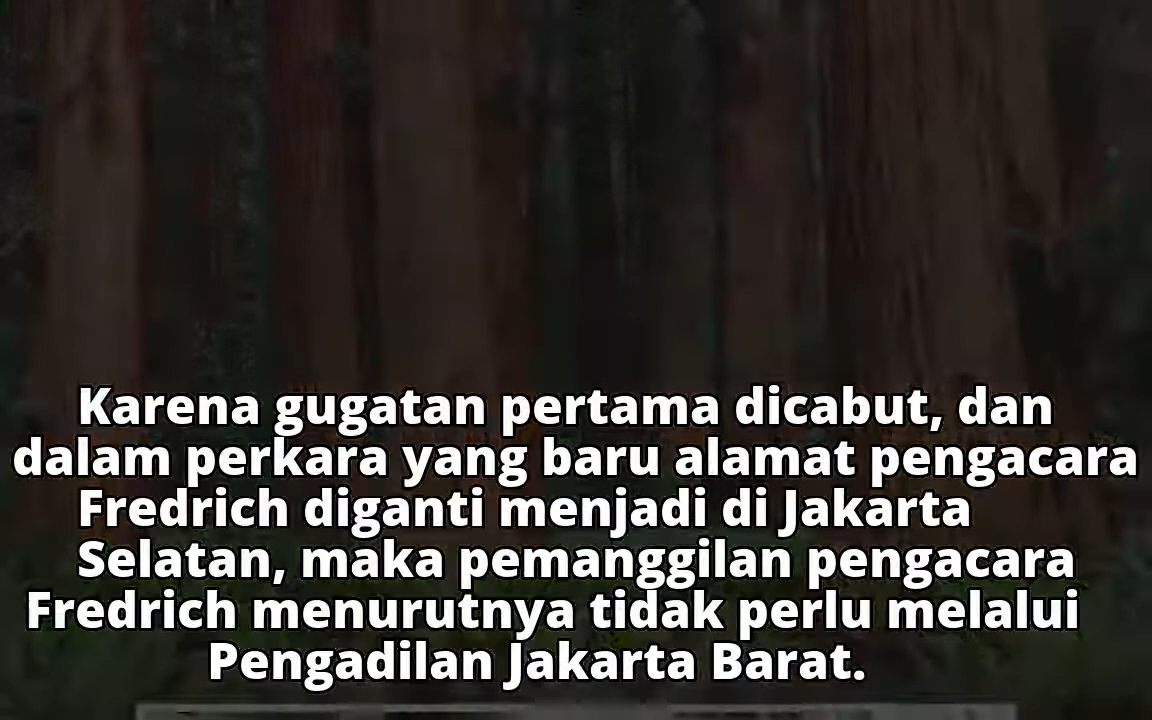 Karena gugatan pertama dicabut, dan
dalam perkara yang baru alamat pengacara
Fredrich diganti menjadi di Jakarta
Selatan, maka pemanggilan pengacara
Fredrich menurutnya tidak perlu melalui
Pengadilan Jakarta Barat.